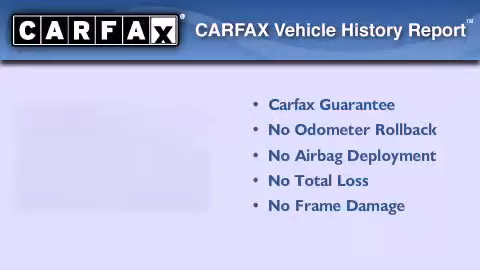 CARFAX® CARFAX Vehicle History Report™
• Carfax Guarantee
• No Odometer Rollback
• No Airbag Deployment
• No Total Loss
• No Frame Damage